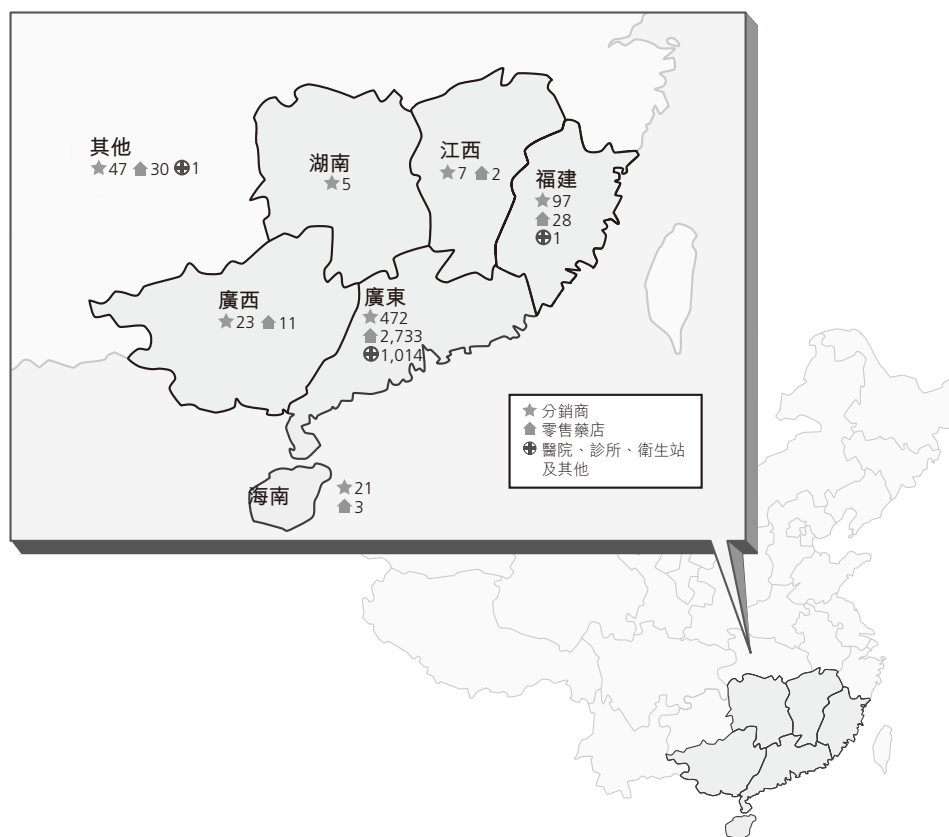 其他
47 30 1
湖南
5
江西
7 2
福建
97
28
1
廣西
23 11
廣東
472
2,733
1,014
分銷商
零售藥店
醫院、診所、衛生站
及其他
海南
21
3